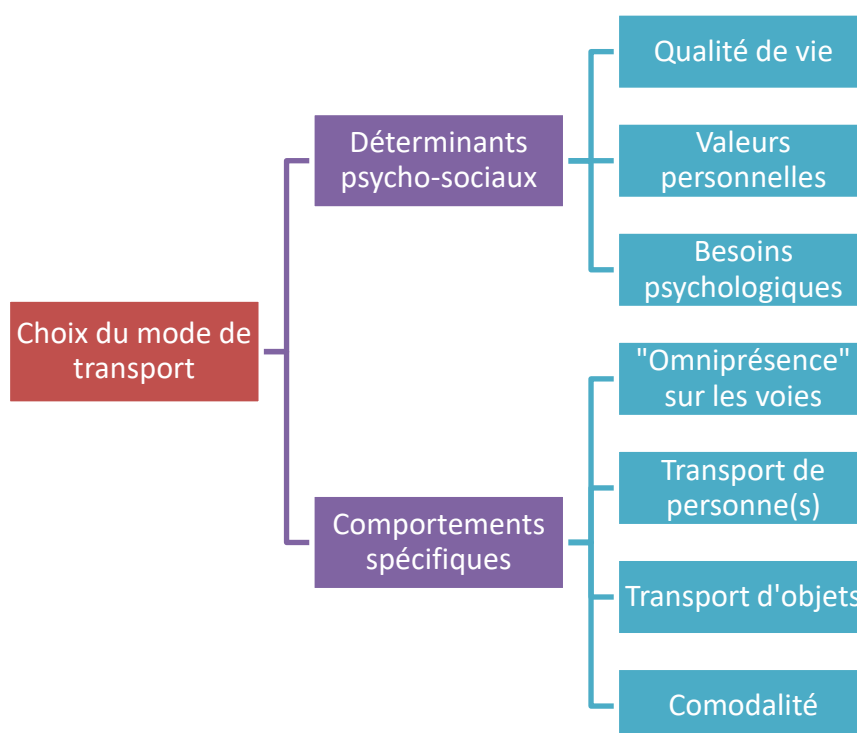 Qualité de vie
Déterminants
psycho-sociaux
Valeurs
personnelles
Besoins
psychologiques
Choix du mode de
transport
"Omniprésence"
sur les voies
Transport de
personne(s)
Comportements
spécifiques
Transport d'objets
Comodalité